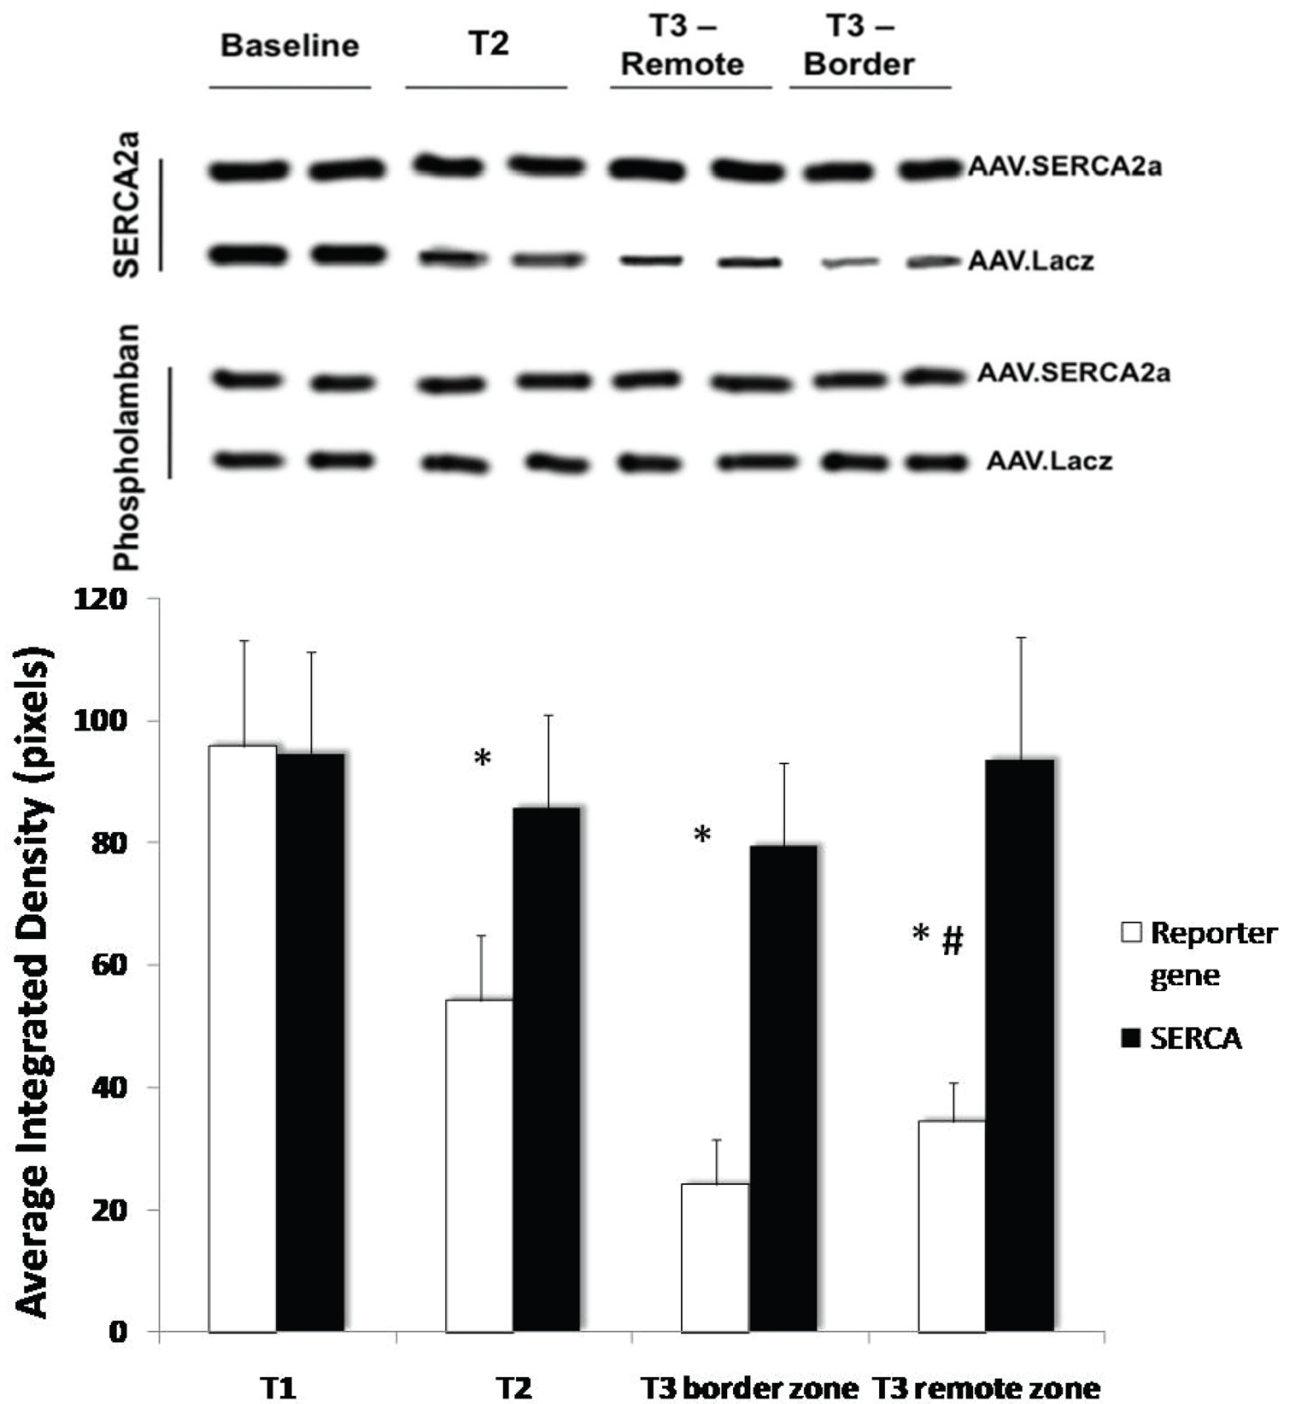 Baseline
T2
T3 –
Remote
T3 –
Border
SERCA2a
AAV.SERCA2a
AAV.Lacz
Phospholamban
AAV.SERCA2a
AAV.Lacz
Average Integrated Density (pixels)
120
100
80
60
40
20
0
*
*
* #
Reporter
gene
SERCA
T1
T2
T3 border zone
T3 remote zone